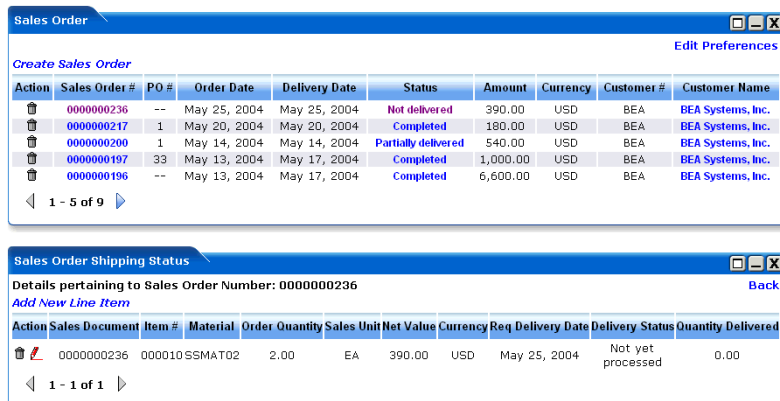 Sales Order
Edit Preferences
Create Sales Order
Action Sales Order # PO # Order Date Delivery Date Status Amount Currency Customer # Customer Name
0000000236 -- May 25, 2004 May 25, 2004 Not delivered 390.00 USD BEA BEA Systems, Inc.
0000000217 1 May 20, 2004 May 20, 2004 Completed 180.00 USD BEA BEA Systems, Inc.
0000000200 1 May 14, 2004 May 14, 2004 Partially delivered 540.00 USD BEA BEA Systems, Inc.
0000000197 33 May 13, 2004 May 17, 2004 Completed 1,000.00 USD BEA BEA Systems, Inc.
0000000196 -- May 13, 2004 May 17, 2004 Completed 6,600.00 USD BEA BEA Systems, Inc.
1 - 5 of 9
Sales Order Shipping Status
Details pertaining to Sales Order Number: 0000000236 Back
Add New Line Item
Action Sales Document Item # Material Order Quantity Sales Unit Net Value Currency Req Delivery Date Delivery Status Quantity Delivered
0000000236 000010 SSMAT02 2.00 EA 390.00 USD May 25, 2004 Not yet processed 0.00
1 - 1 of 1